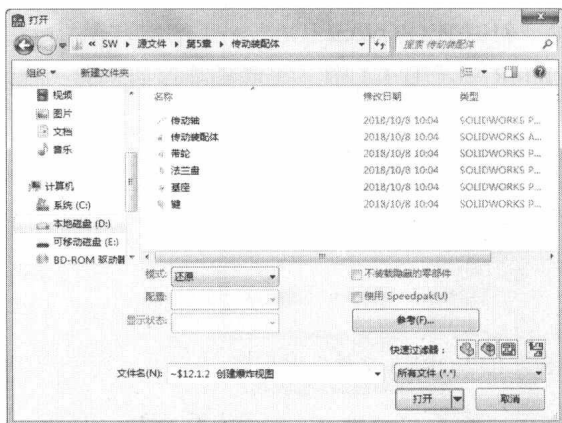 打开
« SW ▸ 源文件 ▸ 第5章 ▸ 传动装配体
搜索 传动装配体
组织 ▾ 新建文件夹
视频
图片
文档
音乐
计算机
系统 (C:)
本地磁盘 (D:)
可移动磁盘 (E:)
BD-ROM 驱动器
名称 修改日期 类型
传动轴 2018/10/8 10:04 SOLIDWORKS P...
传动装配体 2018/10/8 10:04 SOLIDWORKS A...
带轮 2018/10/8 10:04 SOLIDWORKS P...
法兰盘 2018/10/8 10:04 SOLIDWORKS P...
基座 2018/10/8 10:04 SOLIDWORKS P...
键 2018/10/8 10:04 SOLIDWORKS P...
模式: 还原
不装载隐藏的零部件
配置:
使用 Speedpak(U)
显示状态:
参考(F)...
快速过滤器:
文件名(N): ~$12.1.2 创建爆炸视图
所有文件 (*.*)
打开
取消